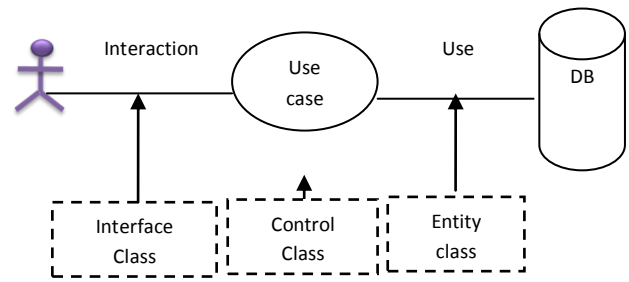 Interaction
Use
case
Use
DB
Interface
Class
Control
Class
Entity
class